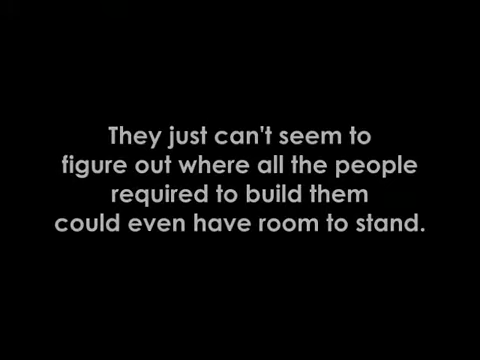 They just can't seem to
figure out where all the people
required to build them
could even have room to stand.